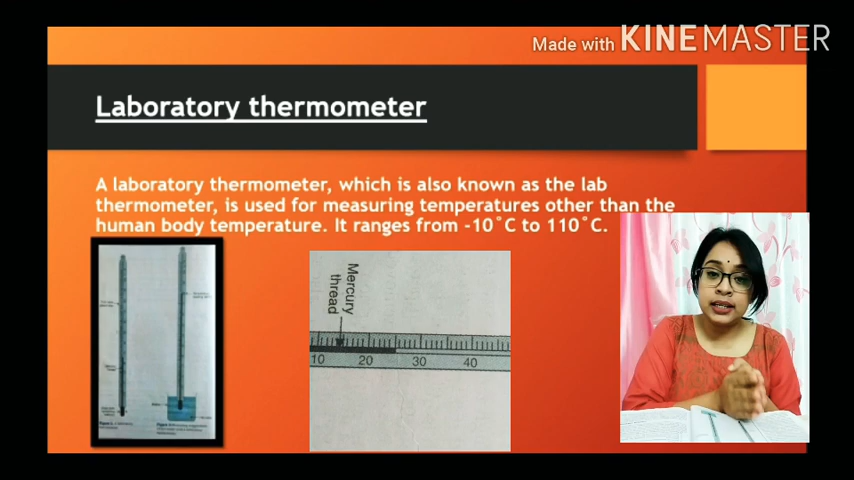 Made with KINEMASTER
Laboratory thermometer
A laboratory thermometer, which is also known as the lab
thermometer, is used for measuring temperatures other than the
human body temperature. It ranges from -10°C to 110°C.
Mercury
thread
10 20 30 40